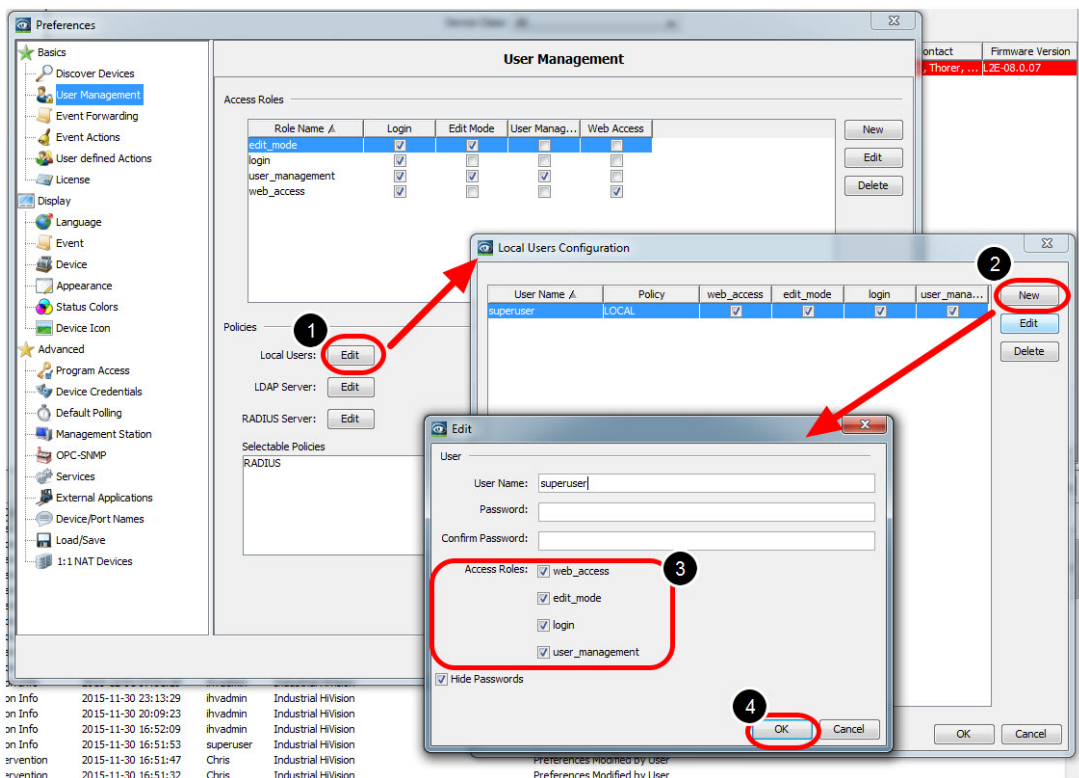 Preferences
User Management
Contact Firmware Version
, Thorer, ... L2E-08.0.07
Basics
Discover Devices
User Management
Event Forwarding
Event Actions
User defined Actions
License
Display
Language
Event
Device
Appearance
Status Colors
Device Icon
Advanced
Program Access
Device Credentials
Default Polling
Management Station
OPC-SNMP
Services
External Applications
Device/Port Names
Load/Save
1:1 NAT Devices
Access Roles
Role Name Login Edit Mode User Manag... Web Access
edit_mode
login
user_management
web_access
New
Edit
Delete
Policies
1
Local Users: Edit
LDAP Server: Edit
RADIUS Server: Edit
Selectable Policies
RADIUS
Local Users Configuration
2
User Name Policy web_access edit_mode login user_mana...
superuser LOCAL
New
Edit
Delete
Edit
User
User Name: superuser
Password:
Confirm Password:
Access Roles: web_access
3
edit_mode
login
user_management
Hide Passwords
4
OK Cancel
OK Cancel
on Info 2015-11-30 23:13:29 ihvadmin Industrial HiVision
on Info 2015-11-30 20:09:23 ihvadmin Industrial HiVision
on Info 2015-11-30 16:52:09 ihvadmin Industrial HiVision
on Info 2015-11-30 16:51:53 superuser Industrial HiVision
ervention 2015-11-30 16:51:47 Chris Industrial HiVision Preferences Modified by User
ervention 2015-11-30 16:51:32 Chris Industrial HiVision Preferences Modified by User